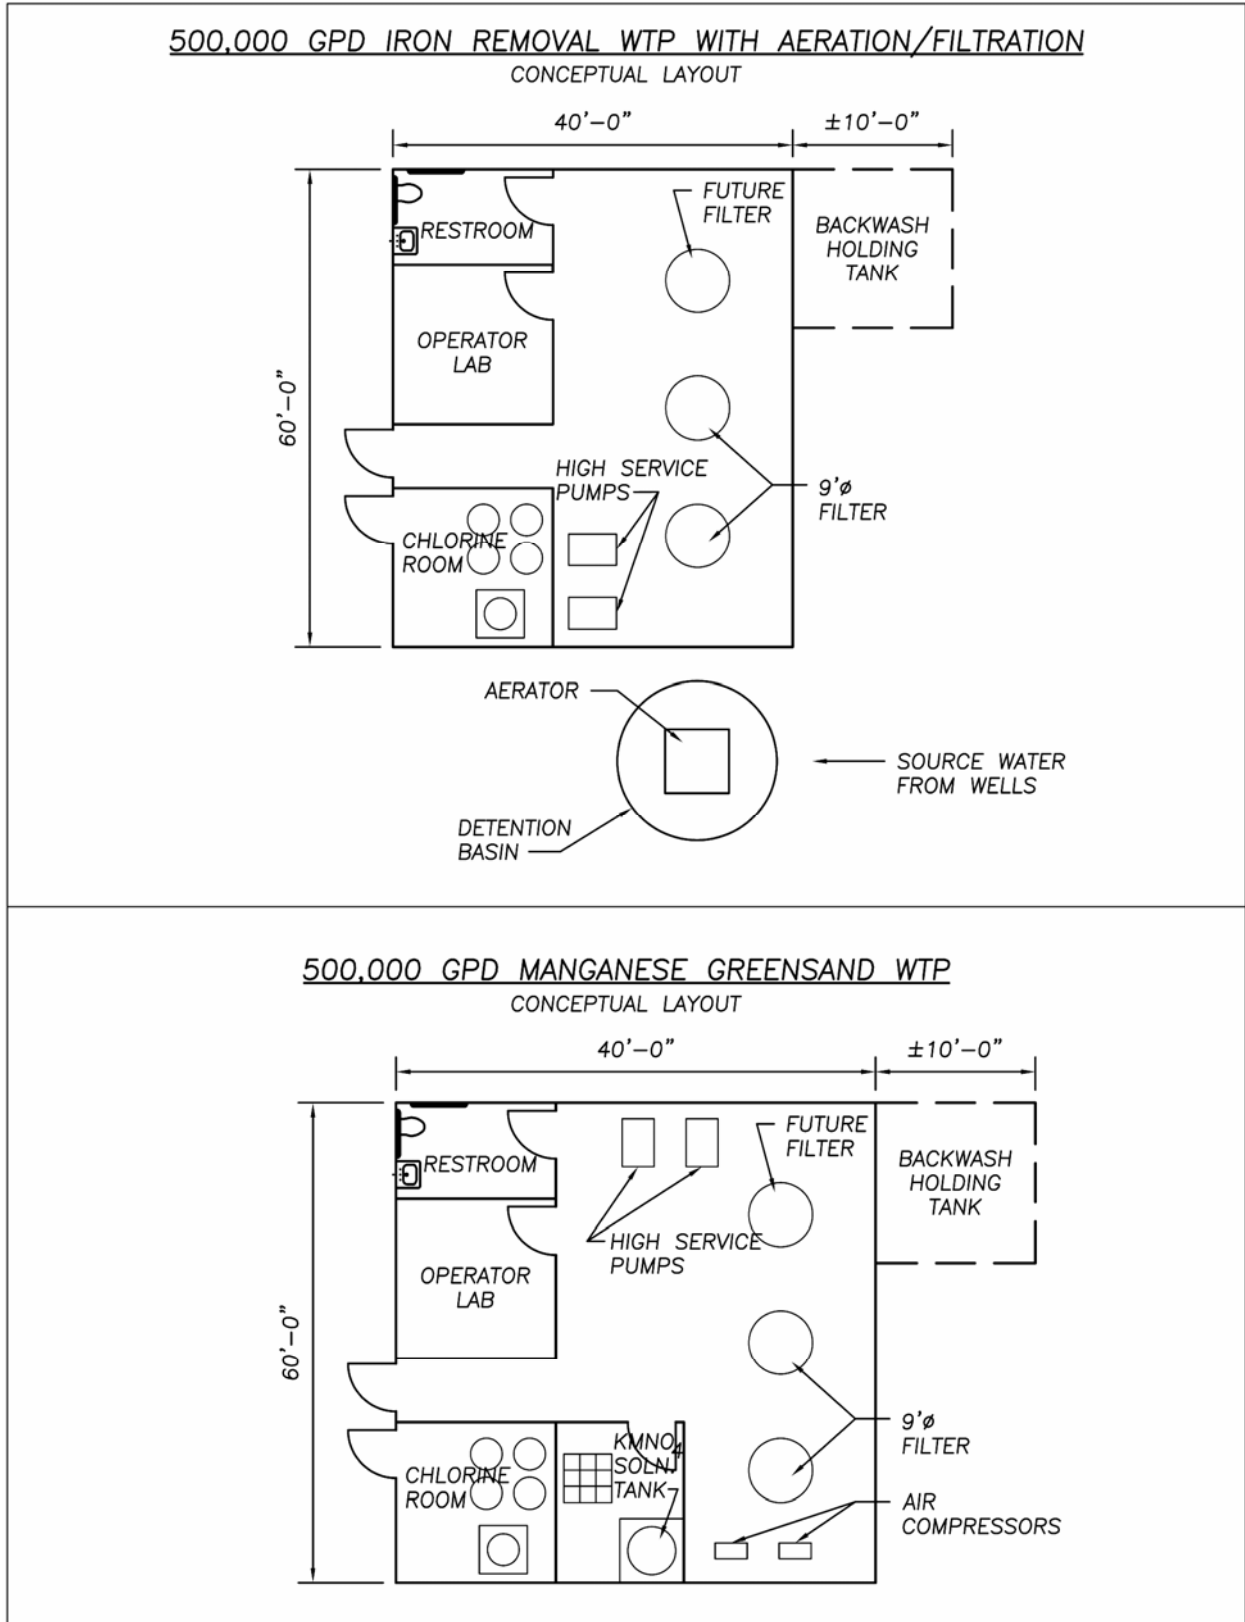 500,000 GPD IRON REMOVAL WTP WITH AERATION/FILTRATION
CONCEPTUAL LAYOUT
40'-0"
±10'-0"
60'-0"
RESTROOM
FUTURE
FILTER
BACKWASH
HOLDING
TANK
OPERATOR
LAB
HIGH SERVICE
PUMPS
9'ø
FILTER
CHLORINE
ROOM
AERATOR
SOURCE WATER
FROM WELLS
DETENTION
BASIN
500,000 GPD MANGANESE GREENSAND WTP
CONCEPTUAL LAYOUT
40'-0"
±10'-0"
60'-0"
RESTROOM
FUTURE
FILTER
BACKWASH
HOLDING
TANK
HIGH SERVICE
PUMPS
OPERATOR
LAB
9'ø
FILTER
KMNO4
SOLN.
TANK
CHLORINE
ROOM
AIR
COMPRESSORS